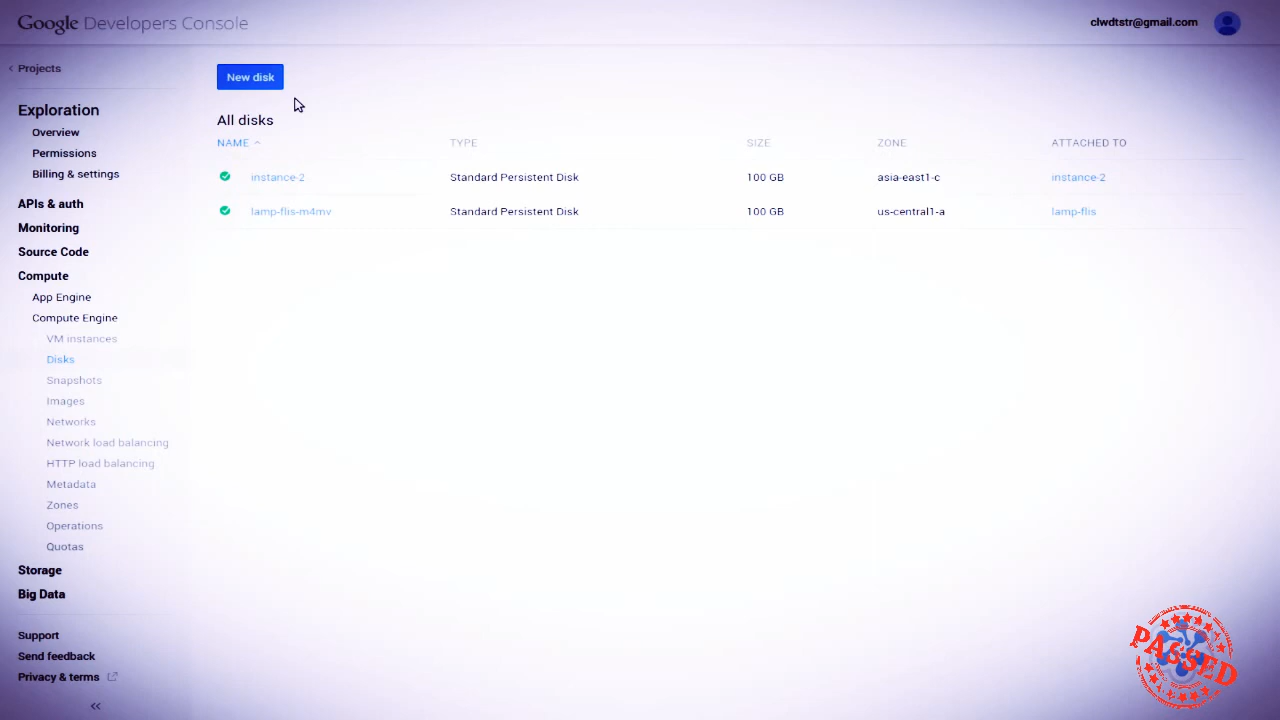 Google Developers Console
clwdtstr@gmail.com
Projects
Exploration
Overview
Permissions
Billing & settings
APIs & auth
Monitoring
Source Code
Compute
App Engine
Compute Engine
VM instances
Disks
Snapshots
Images
Networks
Network load balancing
HTTP load balancing
Metadata
Zones
Operations
Quotas
Storage
Big Data
Support
Send feedback
Privacy & terms
New disk
All disks
NAME TYPE SIZE ZONE ATTACHED TO
instance-2 Standard Persistent Disk 100 GB asia-east1-c instance-2
lamp-flis-m4mv Standard Persistent Disk 100 GB us-central1-a lamp-flis
PASSED